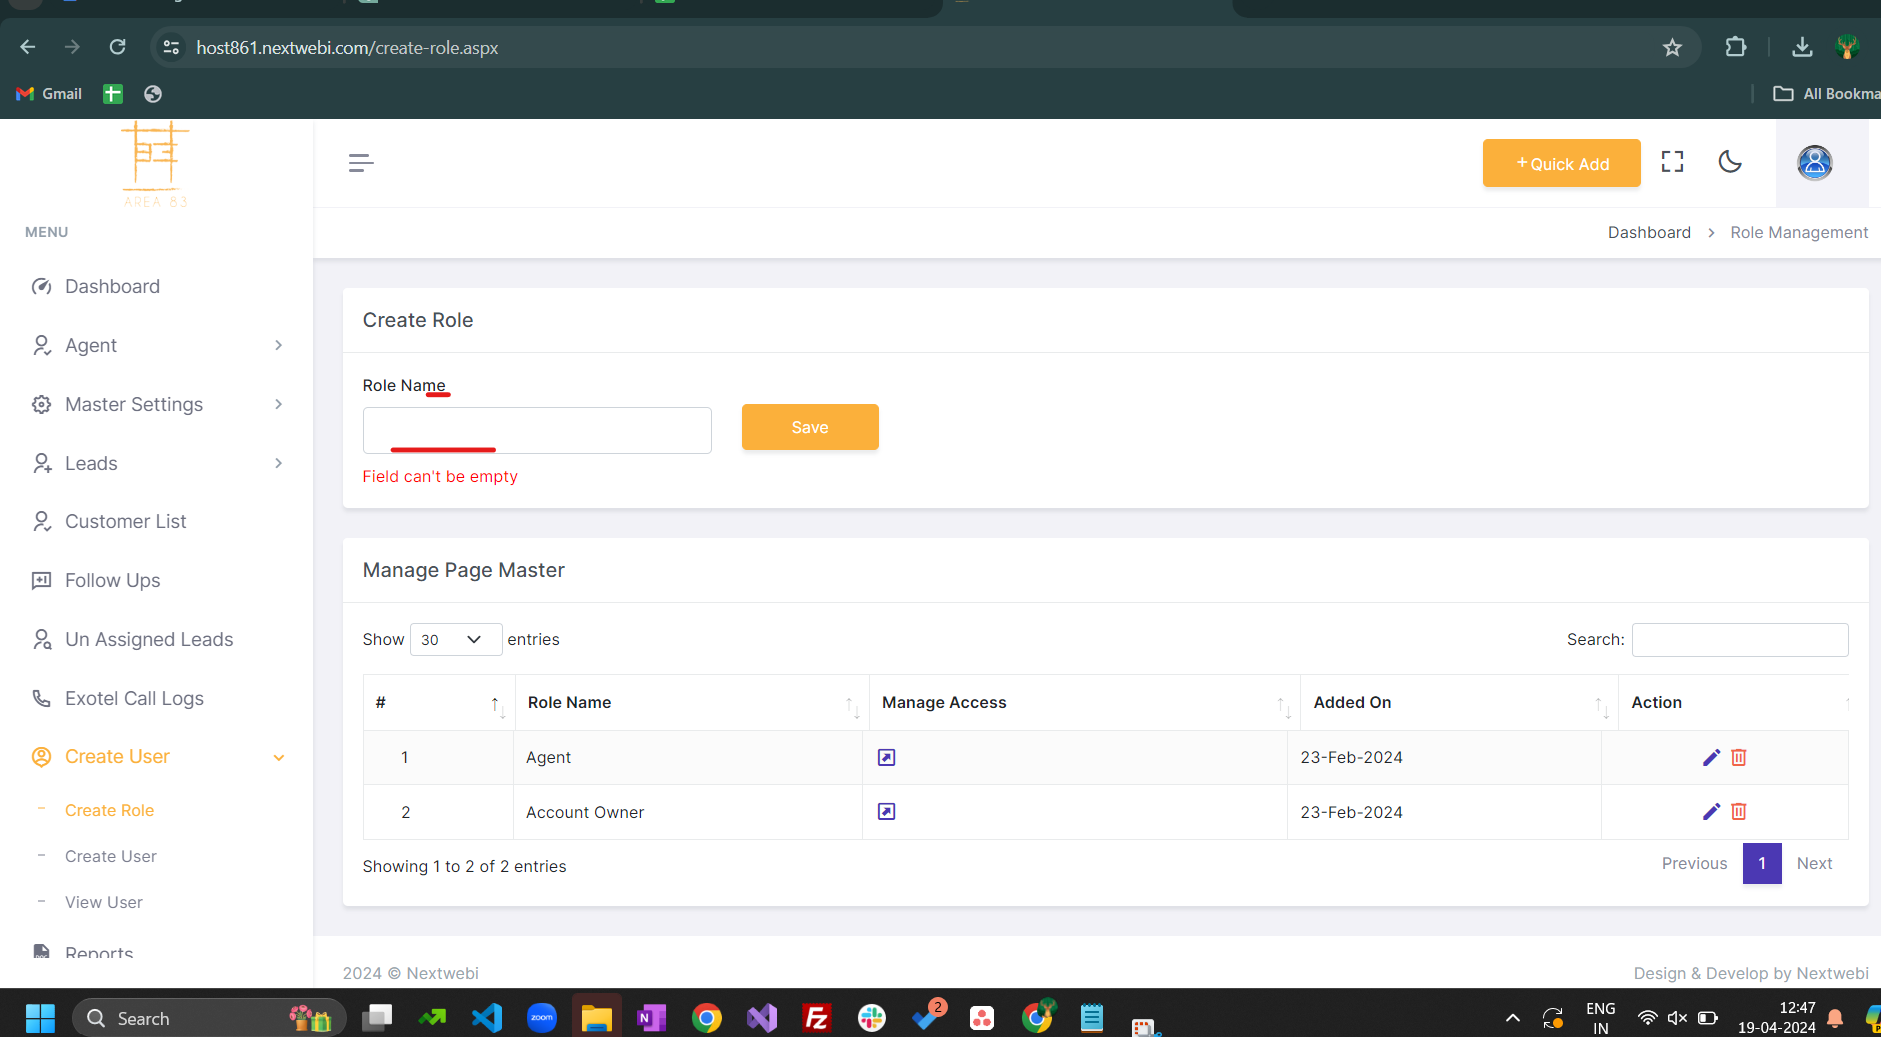 host861.nextwebi.com/create-role.aspx
Gmail
All Bookma
83
AREA 83
+Quick Add
MENU
Dashboard > Role Management
Dashboard
Agent
Master Settings
Leads
Customer List
Follow Ups
Un Assigned Leads
Exotel Call Logs
Create User
- Create Role
- Create User
- View User
Reports
Create Role
Role Name
Save
Field can't be empty
Manage Page Master
Show 30 entries
Search:
# Role Name Manage Access Added On Action
1 Agent 23-Feb-2024
2 Account Owner 23-Feb-2024
Showing 1 to 2 of 2 entries
Previous 1 Next
2024 © Nextwebi
Design & Develop by Nextwebi
Search
zoom
N
Fz
2
ENG
IN
12:47
19-04-2024